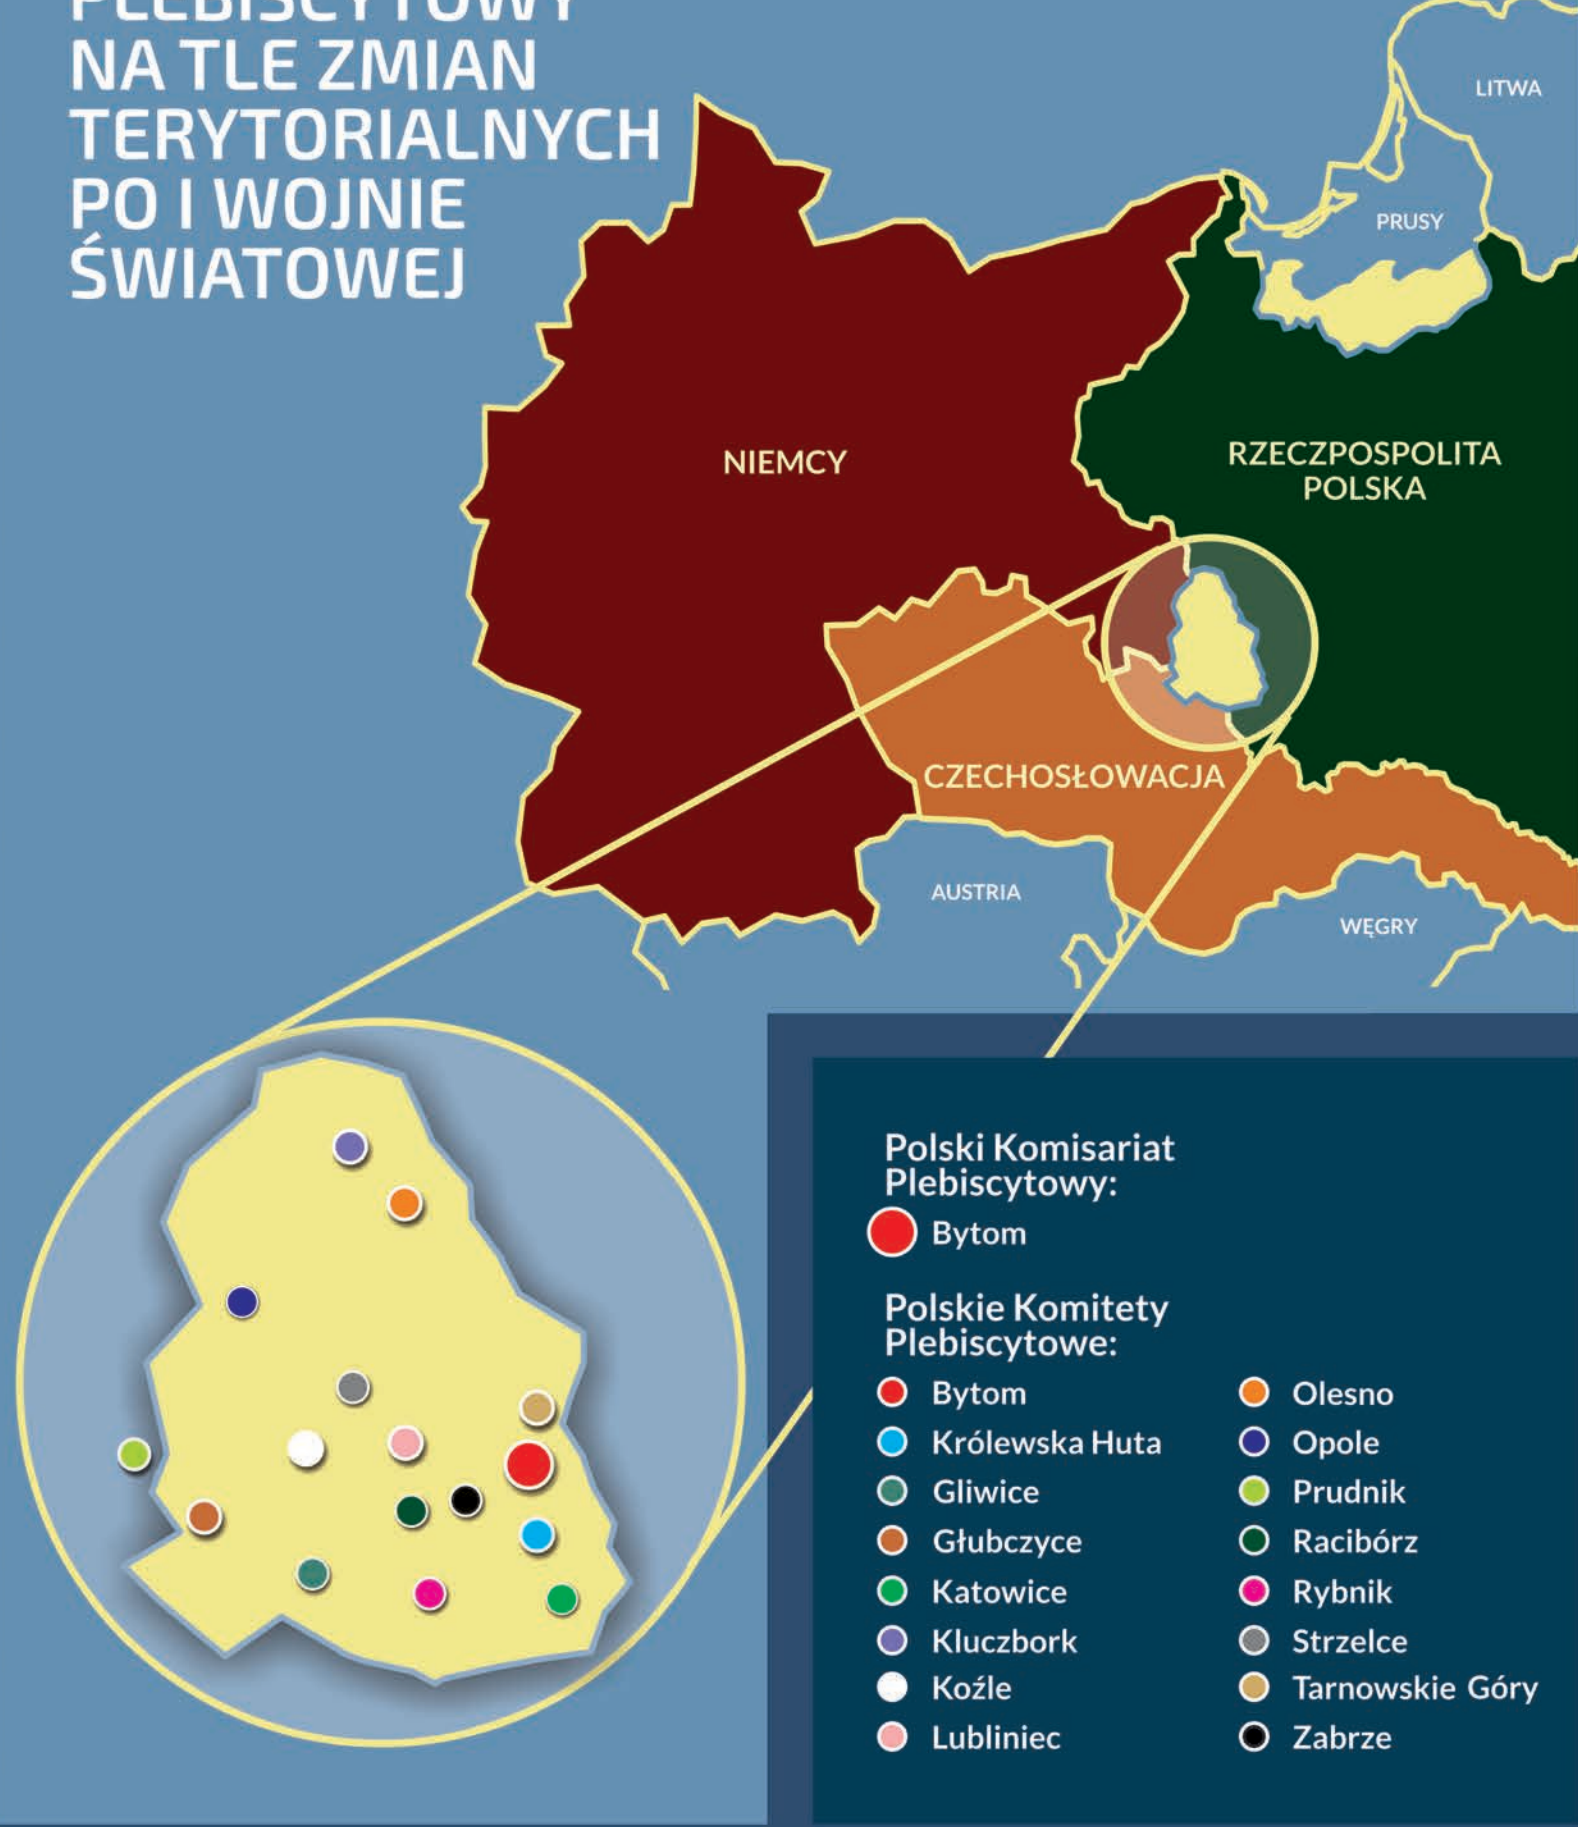 PLEBISCYTOWY
NA TLE ZMIAN
TERYTORIALNYCH
PO I WOJNIE
ŚWIATOWEJ
LITWA
PRUSY
NIEMCY
RZECZPOSPOLITA
POLSKA
CZECHOSŁOWACJA
AUSTRIA
WĘGRY
Polski Komisariat
Plebiscytowy:
Bytom
Polskie Komitety
Plebiscytowe:
Bytom
Królewska Huta
Gliwice
Głubczyce
Katowice
Kluczbork
Koźle
Lubliniec
Olesno
Opole
Prudnik
Racibórz
Rybnik
Strzelce
Tarnowskie Góry
Zabrze